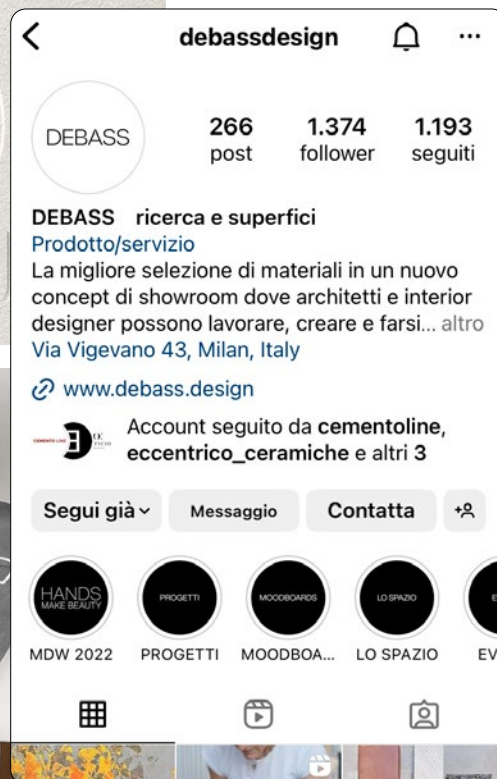 debassdesign
DEBASS
266 1.374 1.193
post follower seguiti
DEBASS ricerca e superfici
Prodotto/servizio
La migliore selezione di materiali in un nuovo
concept di showroom dove architetti e interior
designer possono lavorare, creare e farsi... altro
Via Vigevano 43, Milan, Italy
www.debass.design
CEMENTO LINE
Account seguito da cementoline,
eccentrico_ceramiche e altri 3
Segui già Messaggio Contatta
HANDS
MAKE BEAUTY
PROGETTI
MOODBOARDS
LO SPAZIO
MDW 2022 PROGETTI MOODBOA... LO SPAZIO EV